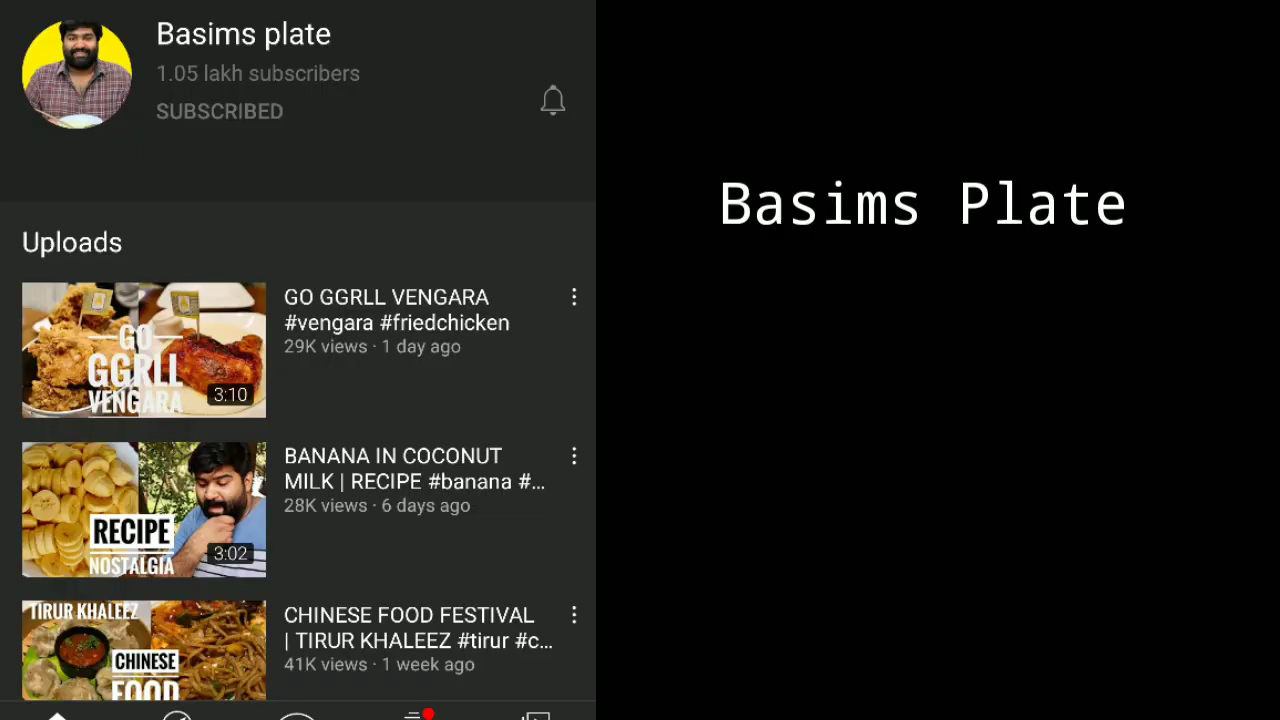 Basims plate
1.05 lakh subscribers
SUBSCRIBED
Uploads
GO
GGRLL
VENGARA
3:10
GO GGRLL VENGARA
#vengara #friedchicken
29K views · 1 day ago
RECIPE
NOSTALGIA
3:02
BANANA IN COCONUT
MILK | RECIPE #banana #...
28K views · 6 days ago
TIRUR KHALEEZ
CHINESE
FOOD
CHINESE FOOD FESTIVAL
| TIRUR KHALEEZ #tirur #c...
41K views · 1 week ago
Basims Plate